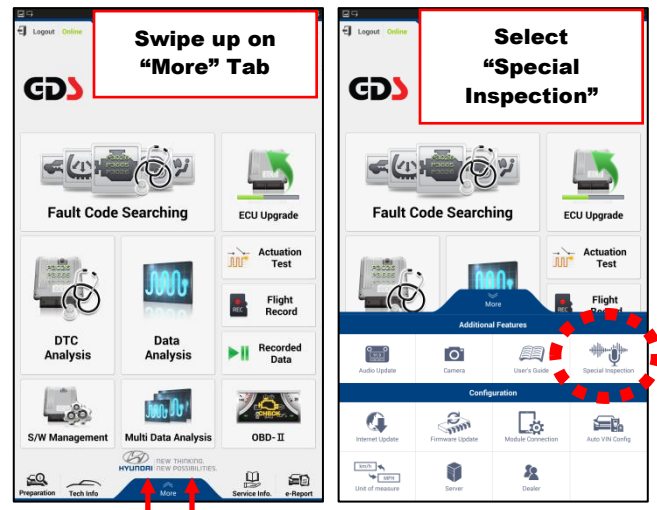 Logout Online
Swipe up on
“More” Tab
GDS
Fault Code Searching
ECU Upgrade
Actuation
Test
Flight
Record
REC
DTC
Analysis
Data
Analysis
Recorded
Data
S/W Management
Multi Data Analysis
CHECK
OBD-II
HYUNDAI
NEW THINKING.
NEW POSSIBILITIES.
Preparation
Tech Info
More
Service Info.
e-Report
Logout Online
Select
“Special
Inspection”
GDS
Fault Code Searching
ECU Upgrade
Actuation
Test
Flight
Record
REC
More
Additional Features
Audio Update
Camera
User's Guide
Special Inspection
Configuration
Internet Update
Firmware Update
Module Connection
Auto VIN Config
km/h
MPH
Unit of measure
Server
Dealer